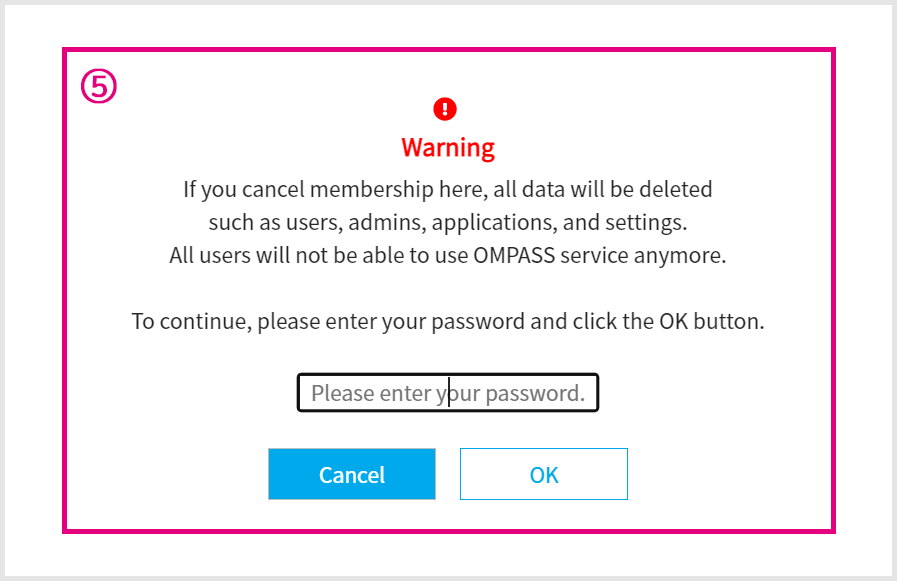 ⑤
Warning
If you cancel membership here, all data will be deleted
such as users, admins, applications, and settings.
All users will not be able to use OMPASS service anymore.
To continue, please enter your password and click the OK button.
Please enter your password.
Cancel OK